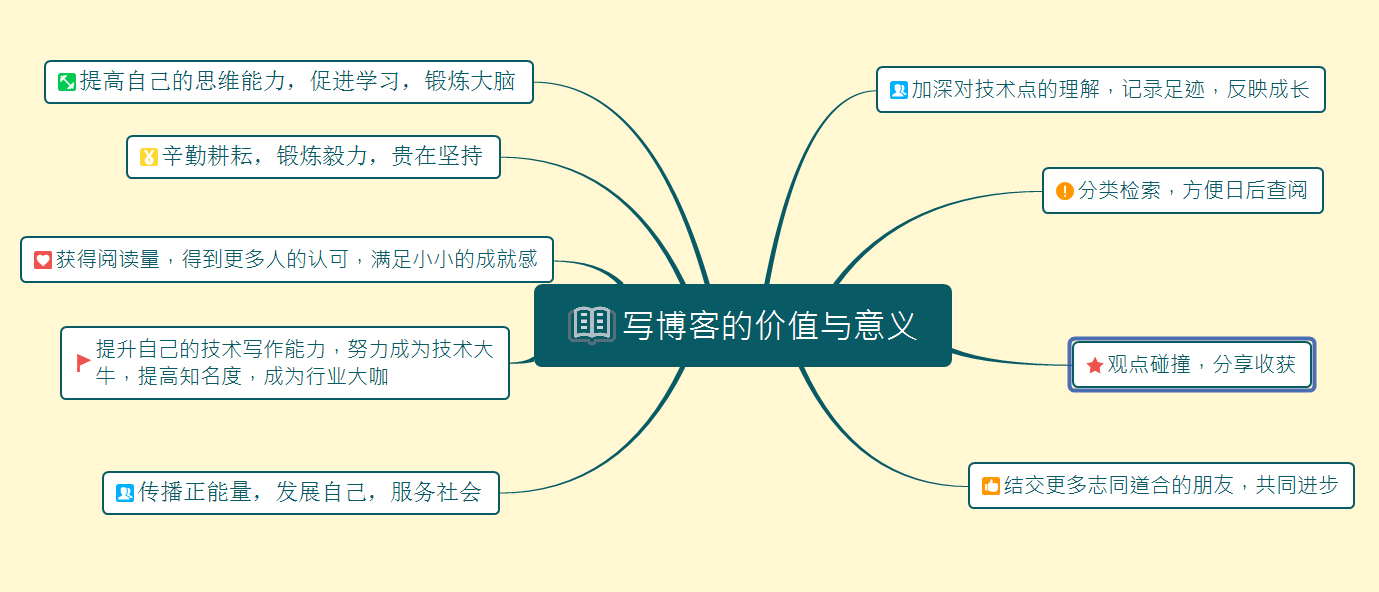 写博客的价值与意义
加深对技术点的理解，记录足迹，反映成长
分类检索，方便日后查阅
观点碰撞，分享收获
结交更多志同道合的朋友，共同进步
提高自己的思维能力，促进学习，锻炼大脑
辛勤耕耘，锻炼毅力，贵在坚持
获得阅读量，得到更多人的认可，满足小小的成就感
提升自己的技术写作能力，努力成为技术大
牛，提高知名度，成为行业大咖
传播正能量，发展自己，服务社会